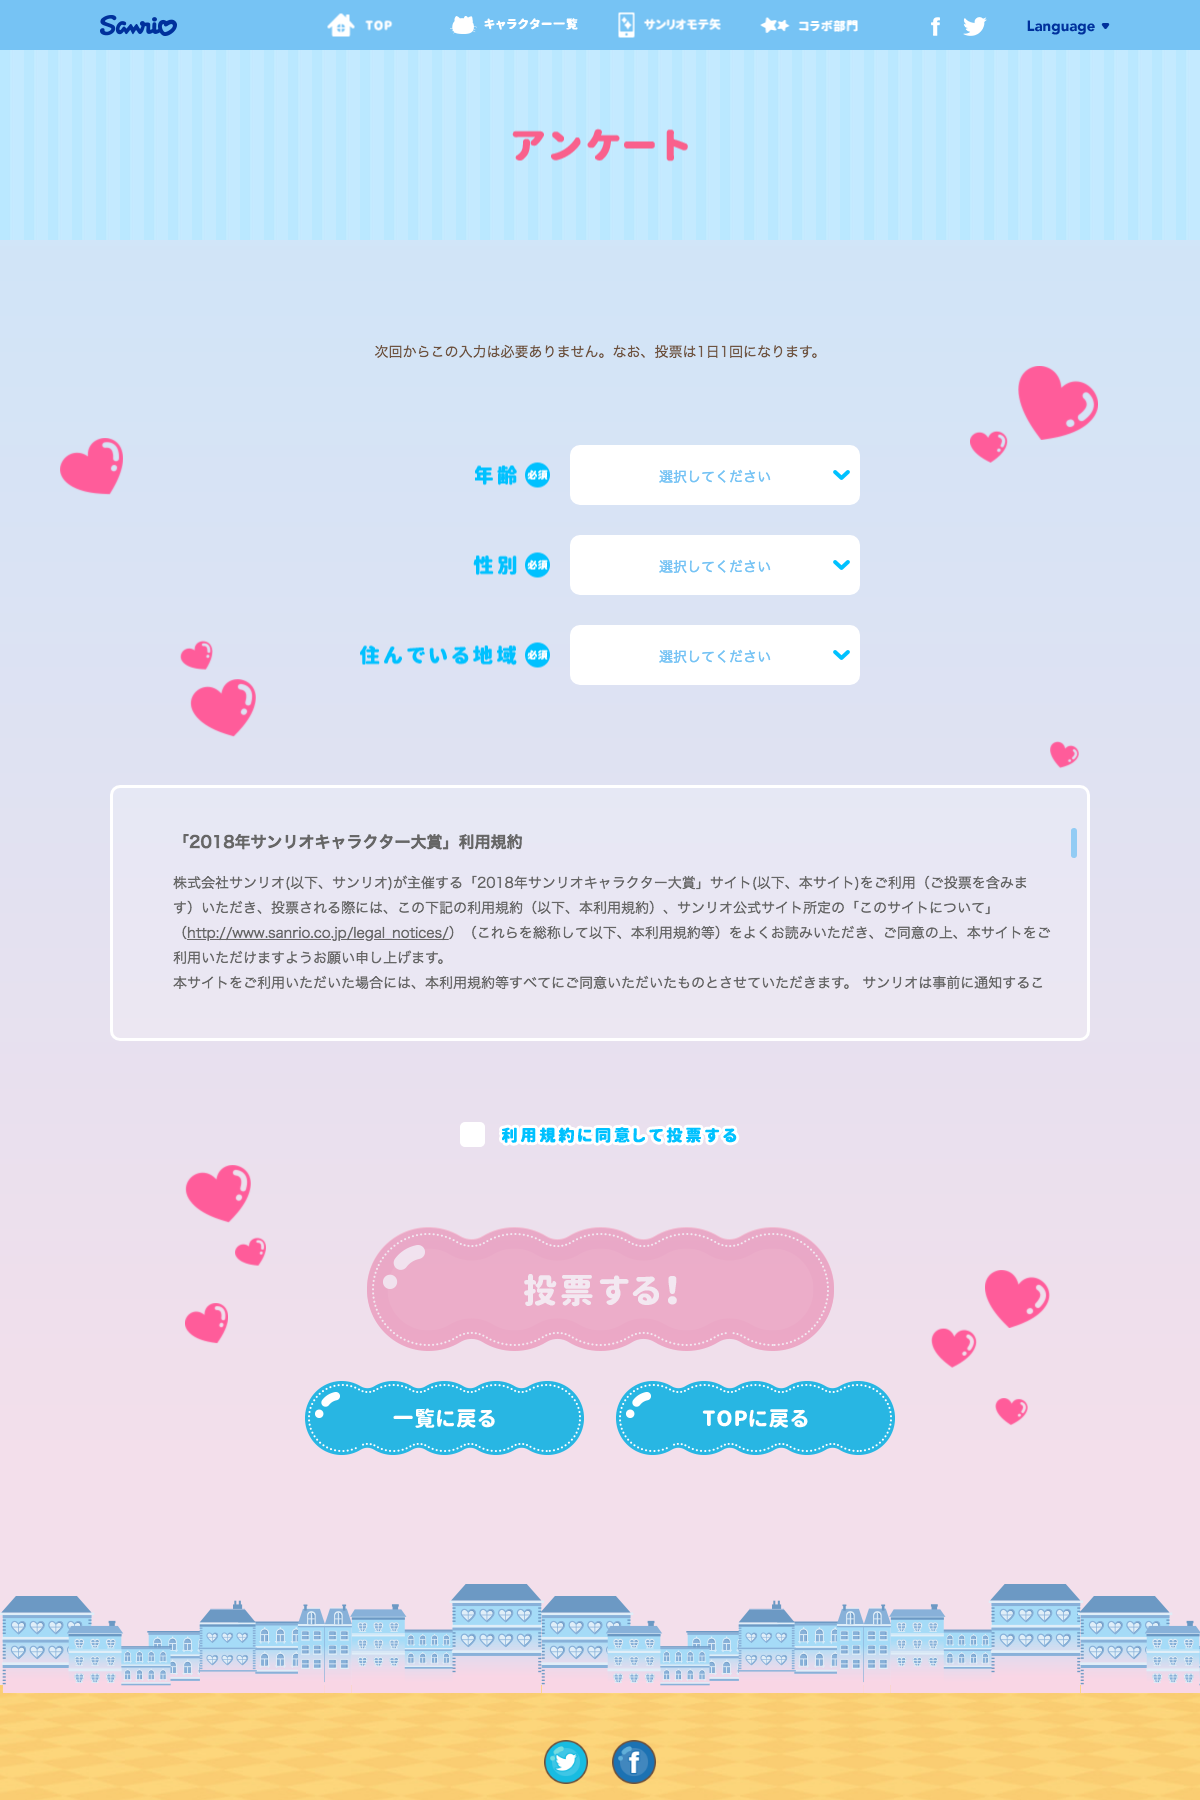 Sanrio
TOP
キャラクター一覧
サンリオモテ矢
コラボ部門
Language
アンケート
次回からこの入力は必要ありません。なお、投票は1日1回になります。
年齢 必須 選択してください
性別 必須 選択してください
住んでいる地域 必須 選択してください
「2018年サンリオキャラクター大賞」利用規約
株式会社サンリオ(以下、サンリオ)が主催する「2018年サンリオキャラクター大賞」サイト(以下、本サイト)をご利用（ご投票を含みま
す）いただき、投票される際には、この下記の利用規約（以下、本利用規約）、サンリオ公式サイト所定の「このサイトについて」
（http://www.sanrio.co.jp/legal_notices/）（これらを総称して以下、本利用規約等）をよくお読みいただき、ご同意の上、本サイトをご
利用いただけますようお願い申し上げます。
本サイトをご利用いただいた場合には、本利用規約等すべてにご同意いただいたものとさせていただきます。 サンリオは事前に通知するこ
利用規約に同意して投票する
投票する!
一覧に戻る
TOPに戻る